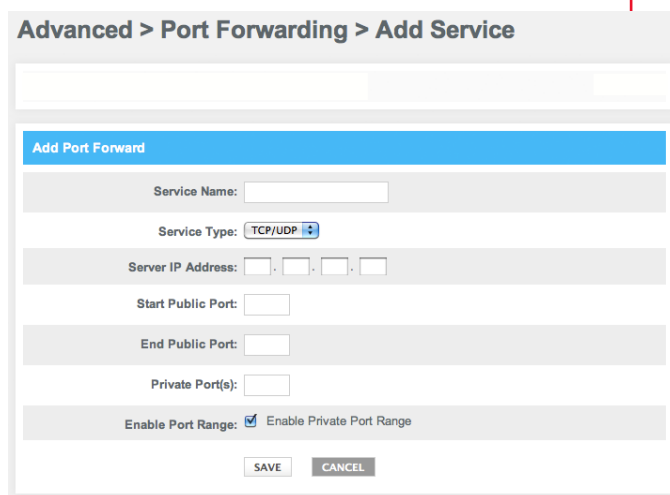 Advanced > Port Forwarding > Add Service
Add Port Forward
Service Name:
Service Type: TCP/UDP
Server IP Address: . . .
Start Public Port:
End Public Port:
Private Port(s):
Enable Port Range: Enable Private Port Range
SAVE CANCEL